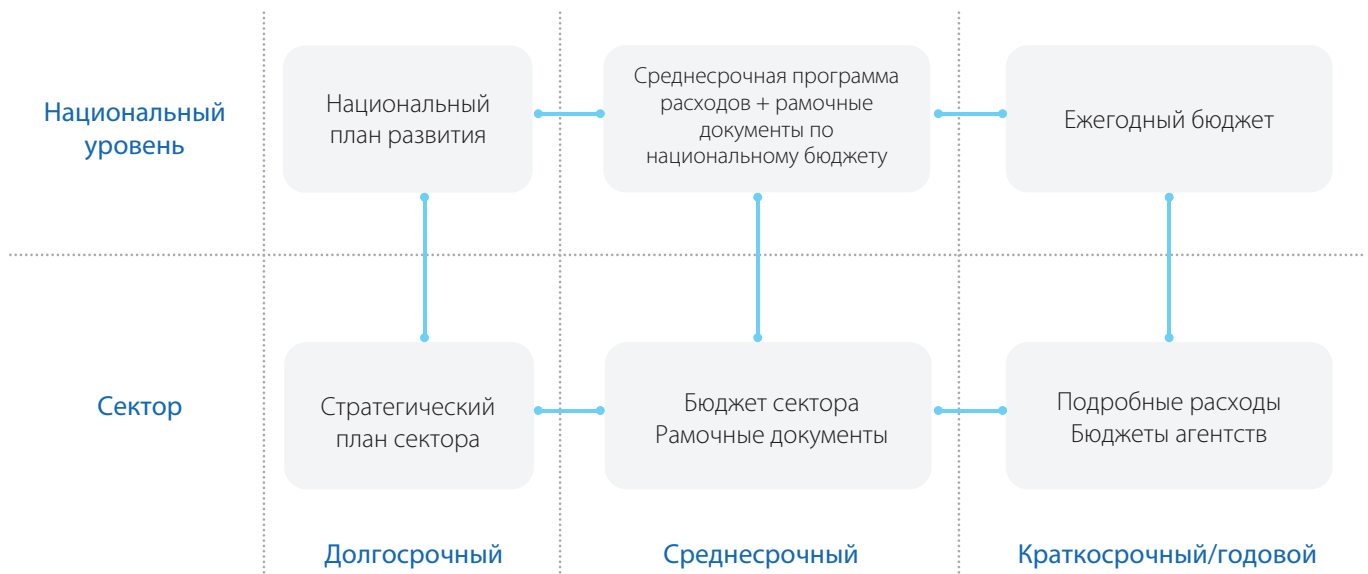 Национальный
уровень
Национальный
план развития
Среднесрочная программа
расходов + рамочные
документы по
национальному бюджету
Ежегодный бюджет
Сектор
Стратегический
план сектора
Бюджет сектора
Рамочные документы
Подробные расходы
Бюджеты агентств
Долгосрочный
Среднесрочный
Краткосрочный/годовой